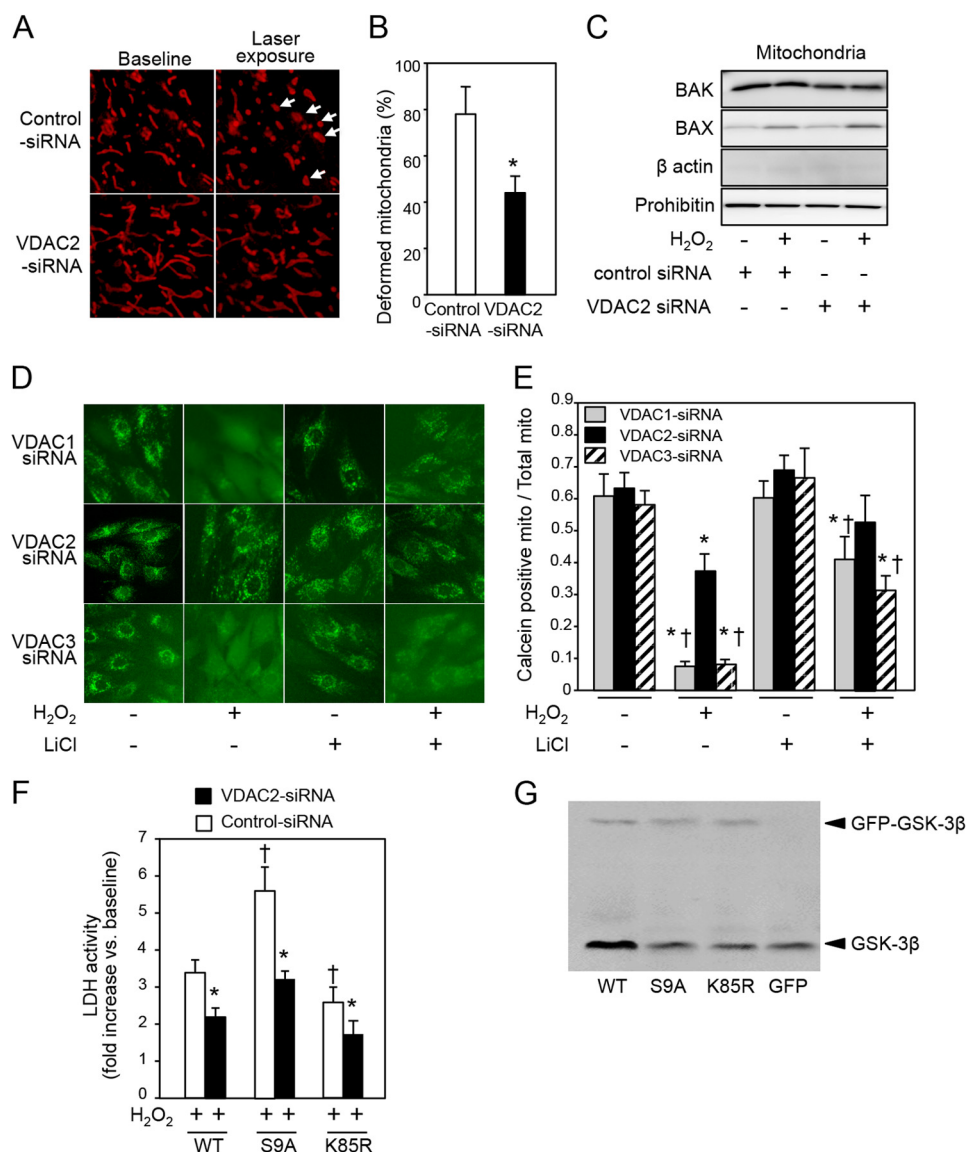 A
Baseline
Laser
exposure
Control
-siRNA
VDAC2
-siRNA
B
Deformed mitochondria (%)
100
80
60
40
20
0
Control
-siRNA
VDAC2
-siRNA
*
C
Mitochondria
BAK
BAX
β actin
Prohibitin
H₂O₂ - + - +
control siRNA + + - -
VDAC2 siRNA - - + +
D
VDAC1
siRNA
VDAC2
siRNA
VDAC3
siRNA
H₂O₂ - + - +
LiCl - - + +
E
Calcein positive mito / Total mito
0.9
0.7
0.6
0.5
0.4
0.3
0.2
0.1
0
VDAC1-siRNA
VDAC2-siRNA
VDAC3-siRNA
* †
*
* †
* †
* †
H₂O₂ - + - +
LiCl - - + +
F
VDAC2-siRNA
Control-siRNA
LDH activity
(fold increase vs. baseline)
7
6
5
4
3
2
1
0
*
†
*
†
*
H₂O₂ + + + + + +
WT S9A K85R
G
GFP-GSK-3β
GSK-3β
WT S9A K85R GFP